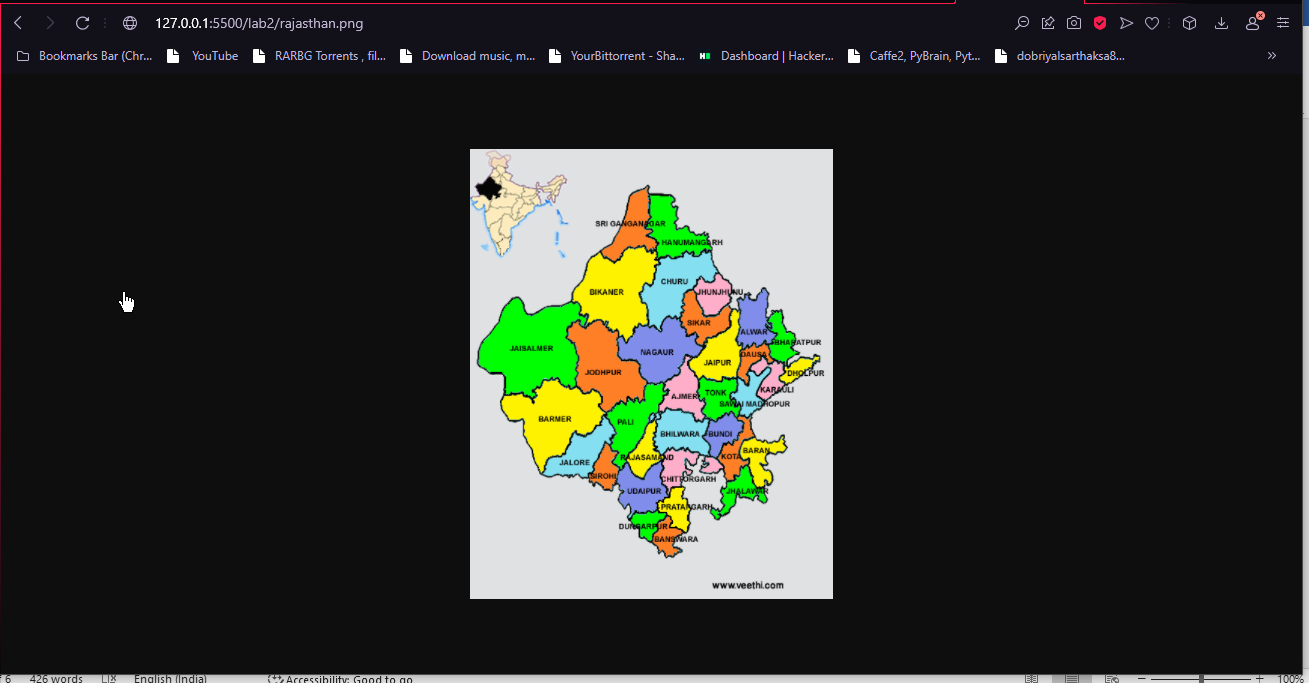 127.0.0.1:5500/lab2/rajasthan.png
Bookmarks Bar (Chr... YouTube RARBG Torrents , fil... Download music, m... YourBittorrent - Sha... Dashboard | Hacker... Caffe2, PyBrain, Pyt... dobriyalsarthaksa8...
SRI GANGANAGAR
HANUMANGARH
CHURU
BIKANER
JHUNJHUNU
SIKAR
ALWAR
BHARATPUR
JAISALMER
NAGAUR
DAUSA
JAIPUR
JODHPUR
DHOLPUR
KARAULI
TONK
AJMER
SAWAI MADHOPUR
BARMER
PALI
BHILWARA
BUNDI
BARAN
RAJASAMAND
KOTA
JALORE
SIROHI
CHITTORGARH
UDAIPUR
JHALAWAR
PRATAPGARH
DUNGARPUR
BANSWARA
www.veethi.com
f 6 426 words English (India) Accessibility: Good to go 100%